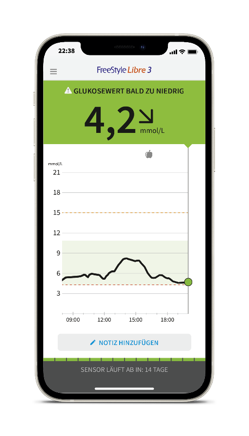 22:38
FreeStyle Libre 3
GLUKOSEWERT BALD ZU NIEDRIG
4,2
mmol/L
mmol/L
21
18
15
12
9
6
3
09:00 12:00 15:00 18:00
NOTIZ HINZUFÜGEN
SENSOR LÄUFT AB IN: 14 TAGE